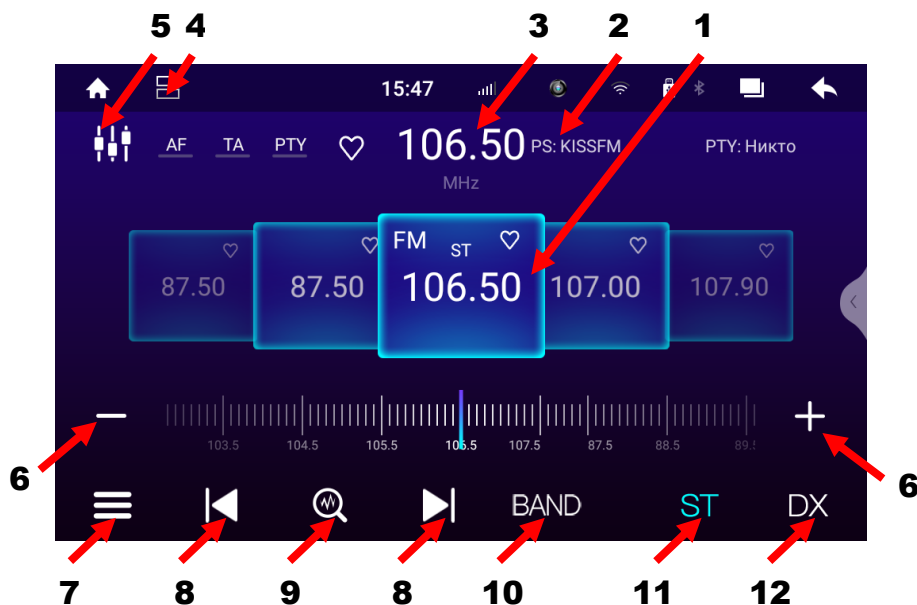 5 4 3 2 1
15:47
AF TA PTY 106.50 PS: KISSFM PTY: Никто
MHz
FM ST
87.50 87.50 106.50 107.00 107.90
103.5 104.5 105.5 106.5 107.5 87.5 88.5 89.5
6 6
BAND ST DX
7 8 9 8 10 11 12